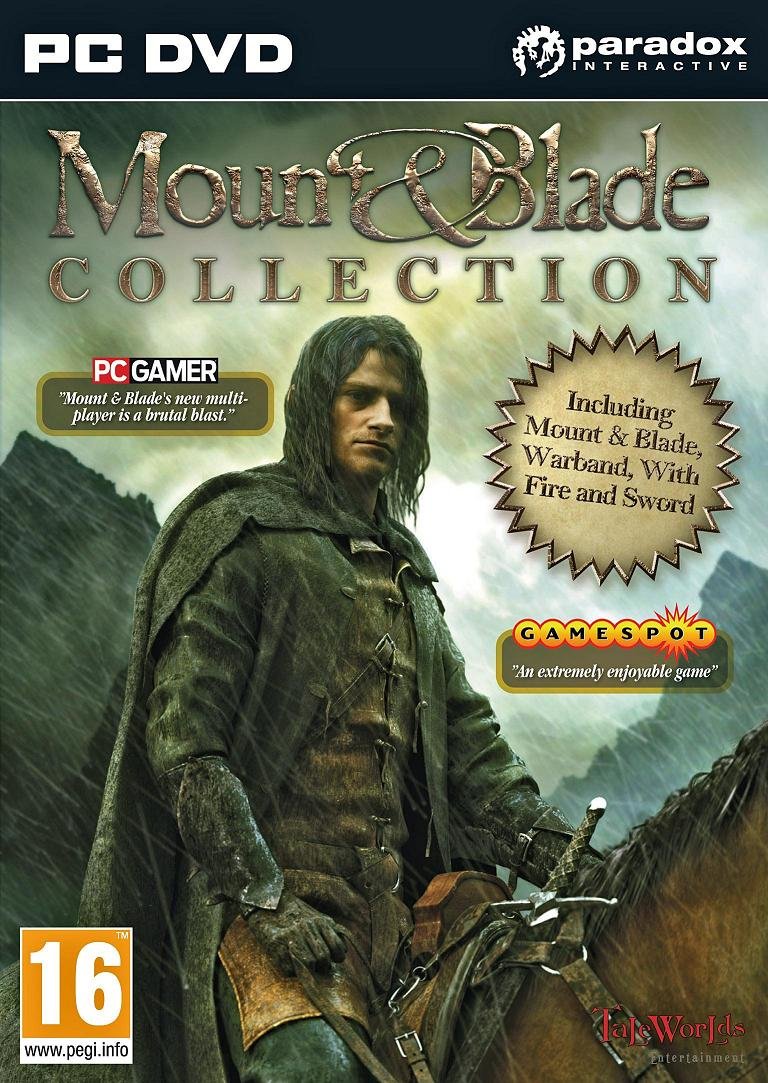 PC DVD
paradox
INTERACTIVE
Mount & Blade
COLLECTION
PC GAMER
"Mount & Blade's new multi-
player is a brutal blast."
Including
Mount & Blade,
Warband, With
Fire and Sword
GAMESPOT
"An extremely enjoyable game"
16
TM
www.pegi.info
TaleWorlds
Entertainment